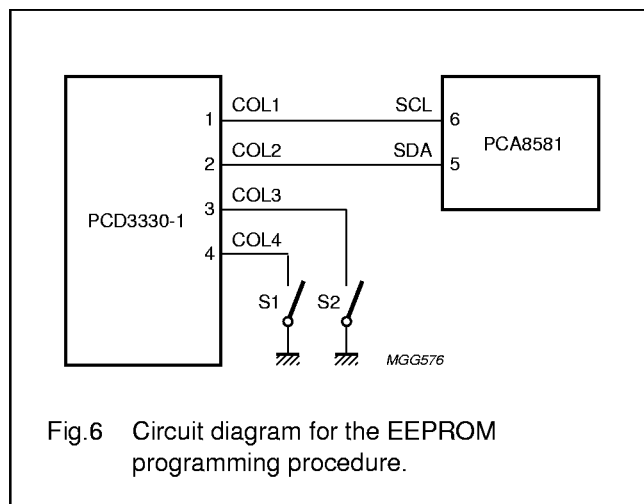 COL1 SCL
1 6
COL2 SDA PCA8581
2 5
COL3
PCD3330-1 3
COL4
4
S1 S2
MGG576
Fig.6 Circuit diagram for the EEPROM
programming procedure.